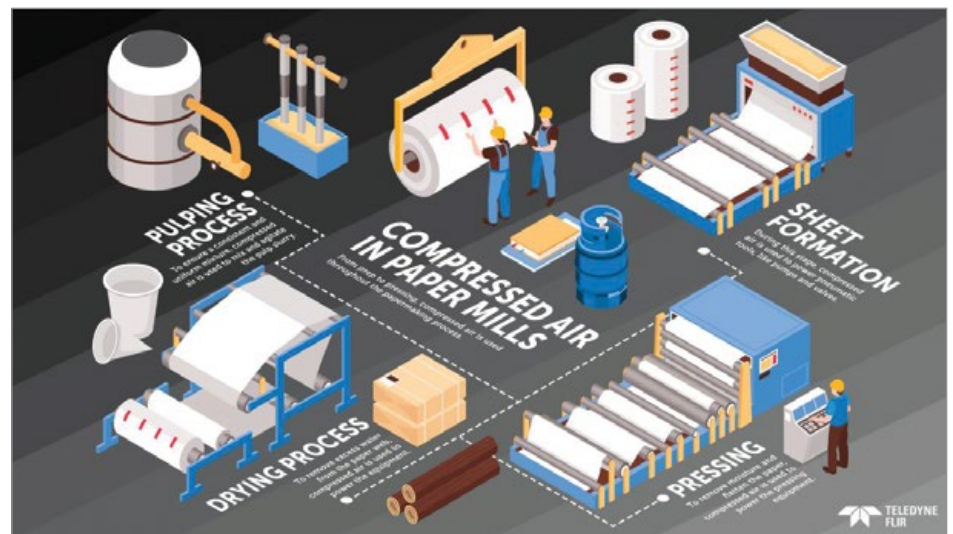 COMPRESSED AIR
IN PAPER MILLS
From step to pressing, compressed air is used
throughout the papermaking process.
PULPING
PROCESS
To ensure a consistent and
uniform mixture, compressed
air is used to mix and agitate
the pulp slurry.
SHEET
FORMATION
During this stage, compressed
air is used to power pneumatic
tools, like pumps and valves.
DRYING PROCESS
To remove excess water
from the paper web,
compressed air is used to
power the equipment.
PRESSING
To remove moisture and
flatten the paper,
compressed air is used to
power the pressing
equipment.
TELEDYNE
FLIR